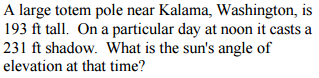 A large totem pole near Kalama, Washington, is
193 ft tall.  On a particular day at noon it casts a
231 ft shadow.  What is the sun's angle of
elevation at that time?